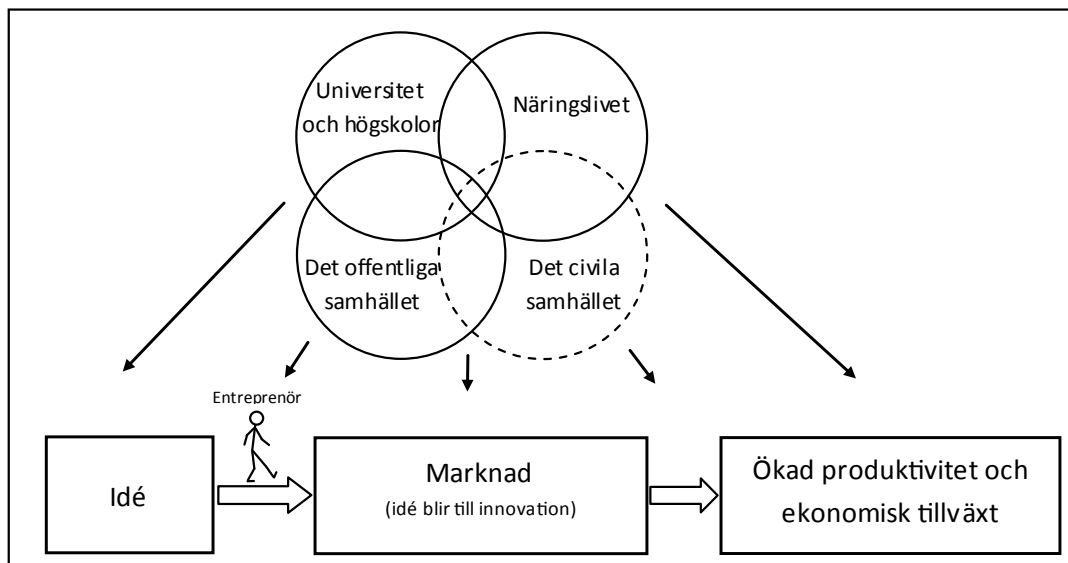 Universitet
och högskolor
Näringslivet
Det offentliga
samhället
Det civila
samhället
Entreprenör
Idé
Marknad
(idé blir till innovation)
Ökad produktivitet och
ekonomisk tillväxt